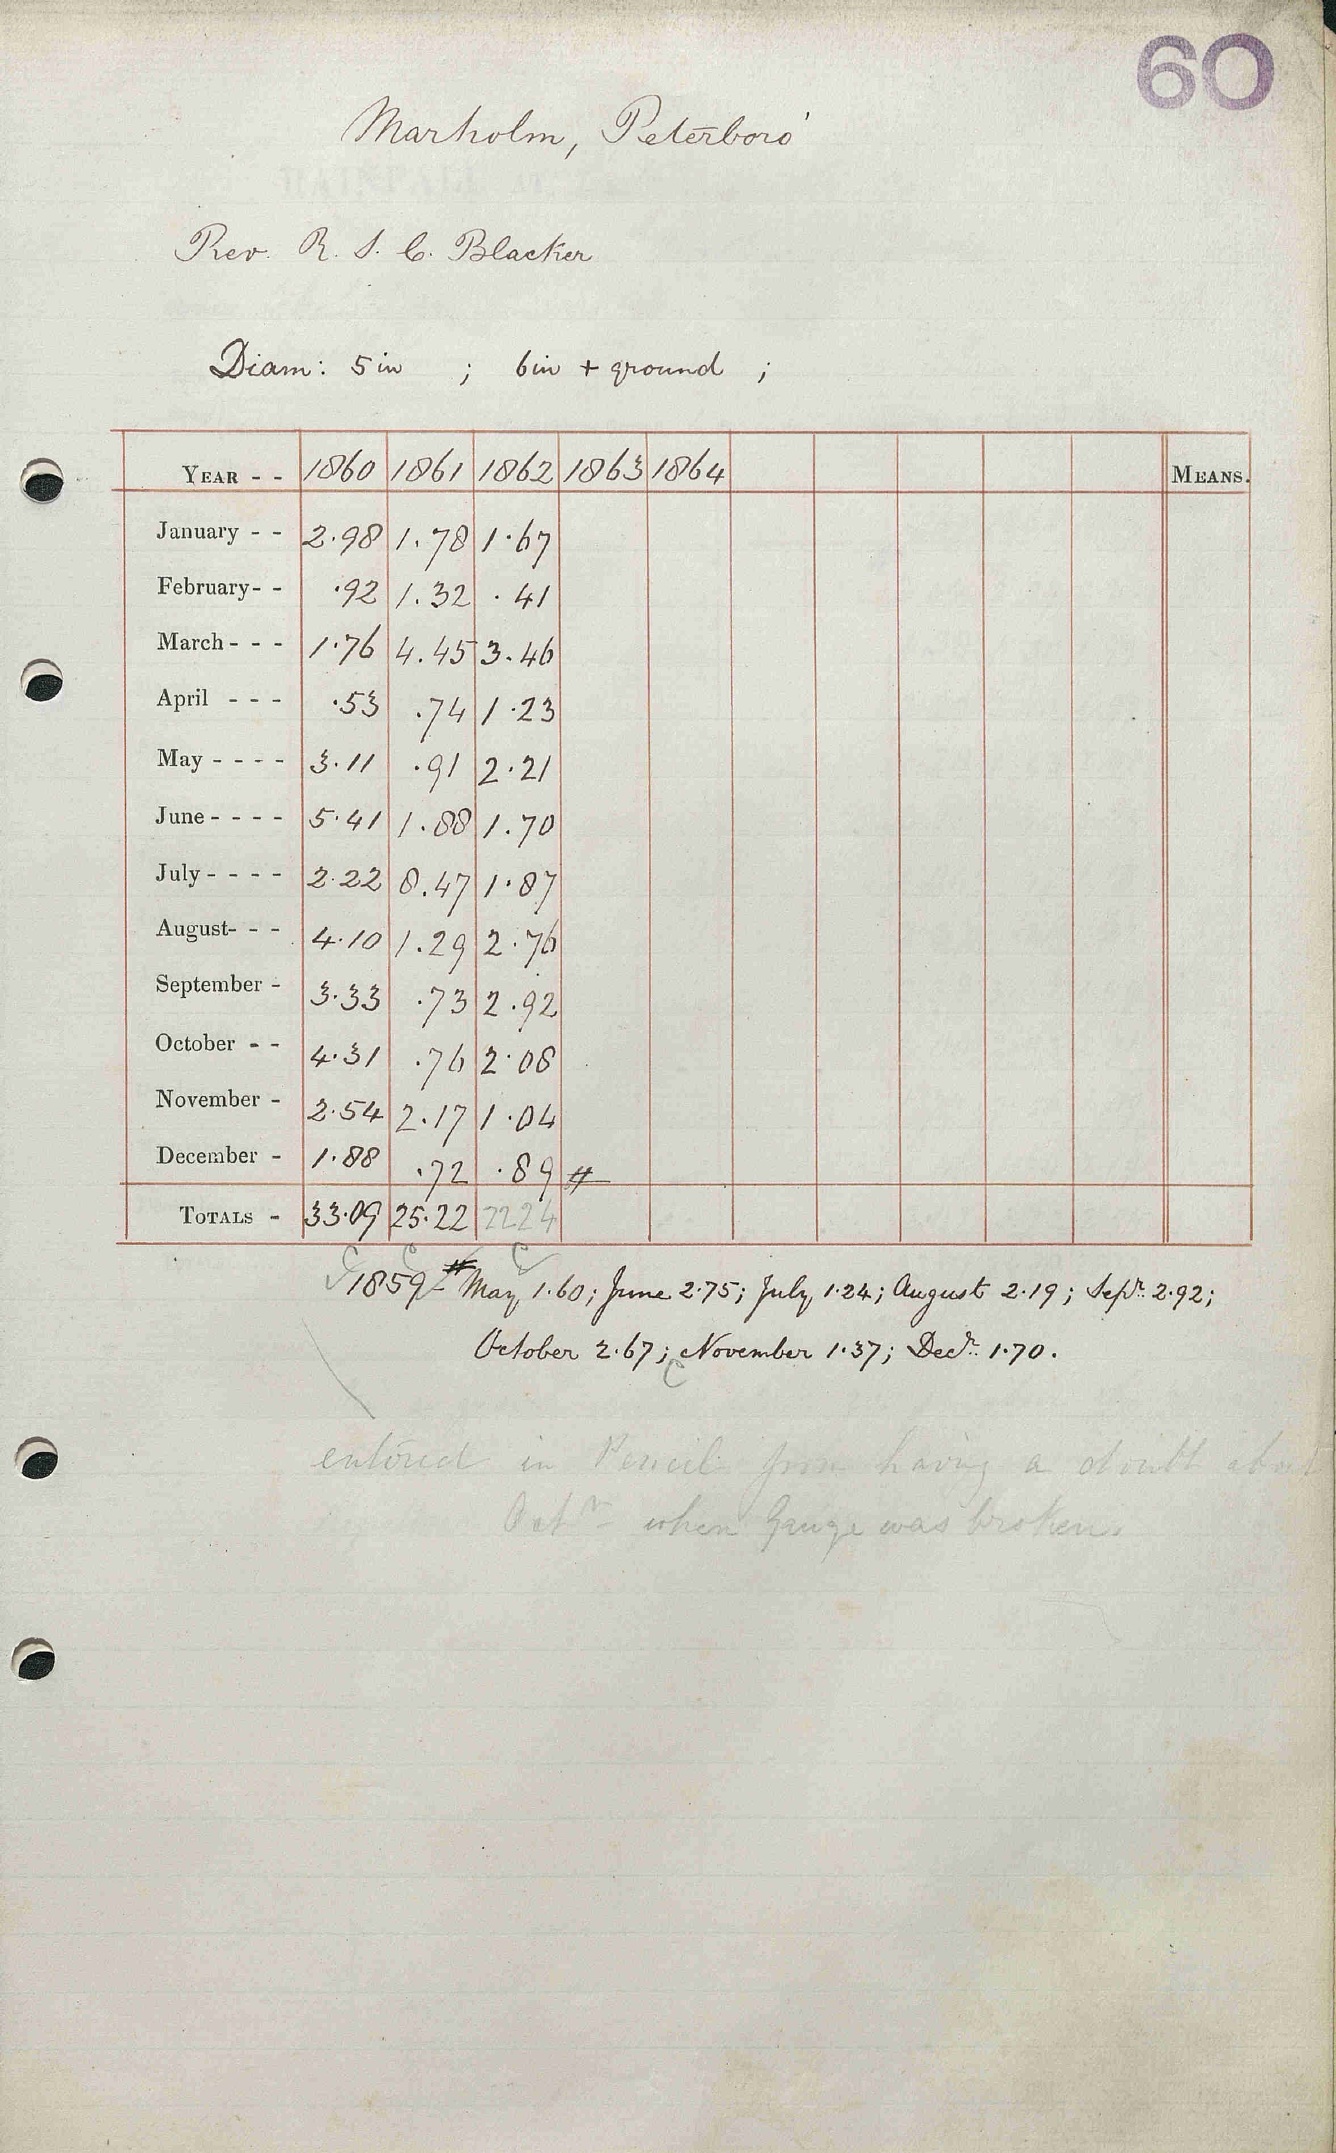 60
Marholm, Peterboro'
Rev. R. S. C. Blacker
Diam: 5 in ; 6 in + ground ;
YEAR - - 1860 1861 1862 1863 1864 MEANS.
January - - 2.98 1.78 1.67
February - - .92 1.32 .41
March - - - 1.76 4.45 3.46
April - - - .53 .74 1.23
May - - - - 3.11 .91 2.21
June - - - - 5.41 1.88 1.70
July - - - - 2.22 8.47 1.87
August - - - 4.10 1.29 2.76
September - 3.33 .73 2.92
October - - 4.31 .76 2.08
November - 2.54 2.17 1.04
December - 1.88 .72 .89 #
TOTALS - 33.09 25.22 22.24
C C C
1859 # May 1.60; June 2.75; July 1.24; August 2.19; Sepr. 2.92;
October 2.67; November 1.37; Decr. 1.70.
C
entered in Pencil from having a doubt about
Octr when Gauge was broken.